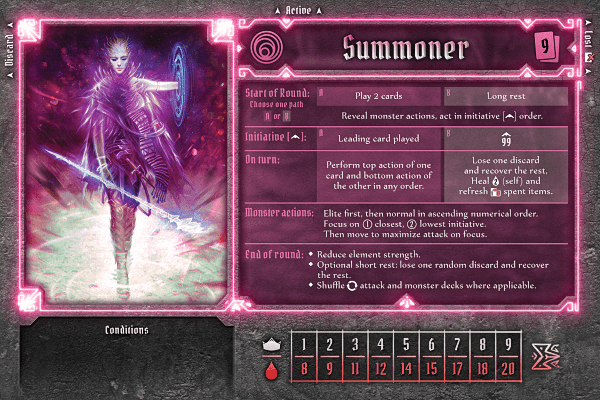 Active
Discard
Lost
Summoner
9
Start of Round:
Choose one path
A or B
A Play 2 cards
B Long rest
Reveal monster actions, act in initiative [ ] order.
Initiative [ ]:
A Leading card played
B 99
On turn:
Perform top action of one
card and bottom action of
the other in any order.
Lose one discard
and recover the rest.
Heal 2 (self) and
refresh spent items.
Monster actions:
Elite first, then normal in ascending numerical order.
Focus on ① closest, ② lowest initiative.
Then move to maximize attack on focus.
End of round:
◆ Reduce element strength.
◆ Optional short rest: lose one random discard and recover
the rest.
◆ Shuffle attack and monster decks where applicable.
Conditions
1 2 3 4 5 6 7 8 9
8 9 11 12 14 15 17 18 20